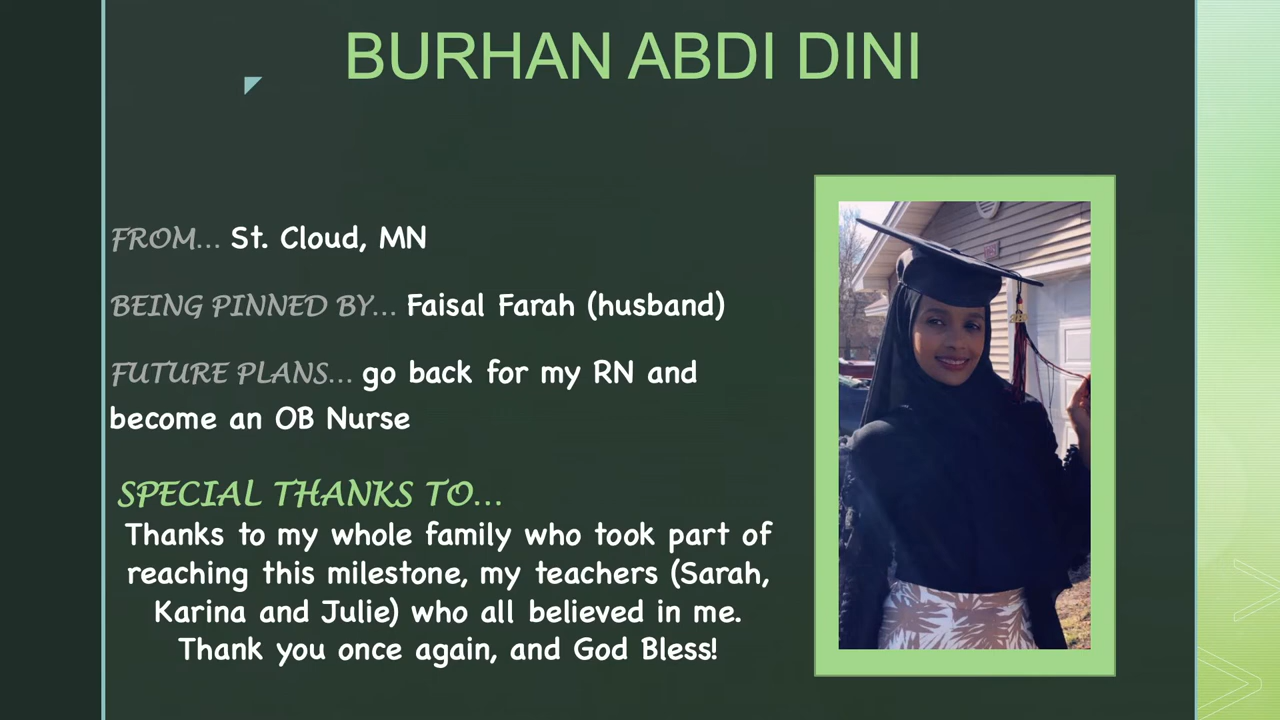 BURHAN ABDI DINI
FROM... St. Cloud, MN
BEING PINNED BY... Faisal Farah (husband)
FUTURE PLANS... go back for my RN and
become an OB Nurse
SPECIAL THANKS TO...
Thanks to my whole family who took part of
reaching this milestone, my teachers (Sarah,
Karina and Julie) who all believed in me.
Thank you once again, and God Bless!